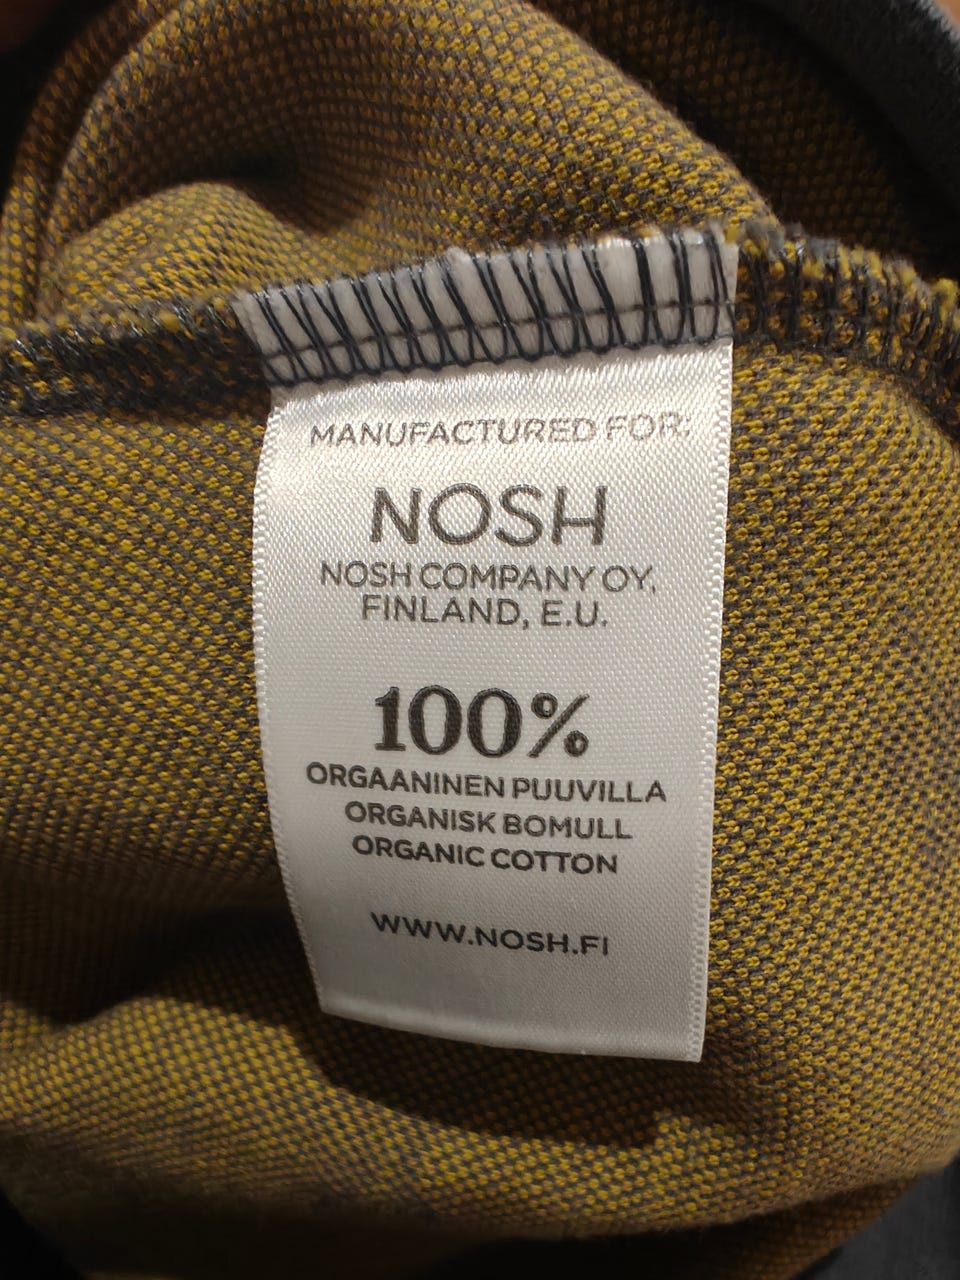 MANUFACTURED FOR:
NOSH
NOSH COMPANY OY,
FINLAND, E.U.
100%
ORGAANINEN PUUVILLA
ORGANISK BOMULL
ORGANIC COTTON
WWW.NOSH.FI